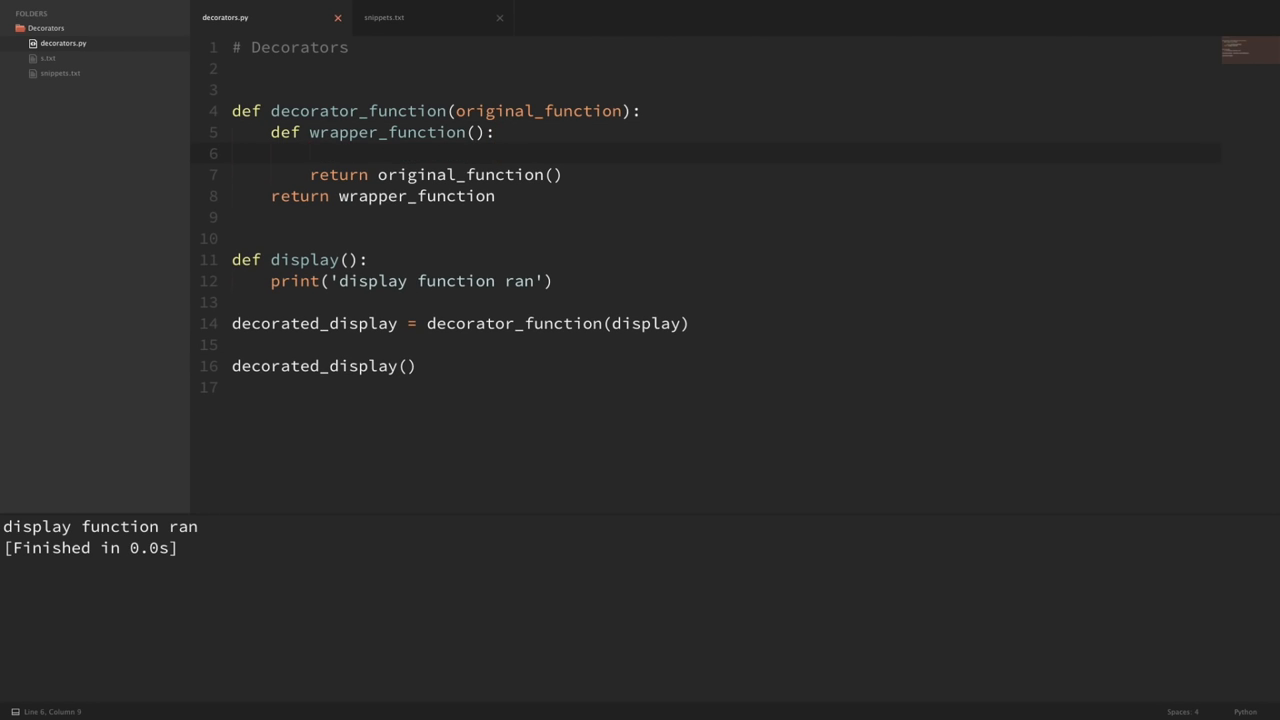 FOLDERS
Decorators
decorators.py
s.txt
snippets.txt
decorators.py
snippets.txt
1 # Decorators
2
3
4 def decorator_function(original_function):
5     def wrapper_function():
6
7         return original_function()
8     return wrapper_function
9
10
11 def display():
12     print('display function ran')
13
14 decorated_display = decorator_function(display)
15
16 decorated_display()
17
display function ran
[Finished in 0.0s]
Line 6, Column 9
Spaces: 4
Python